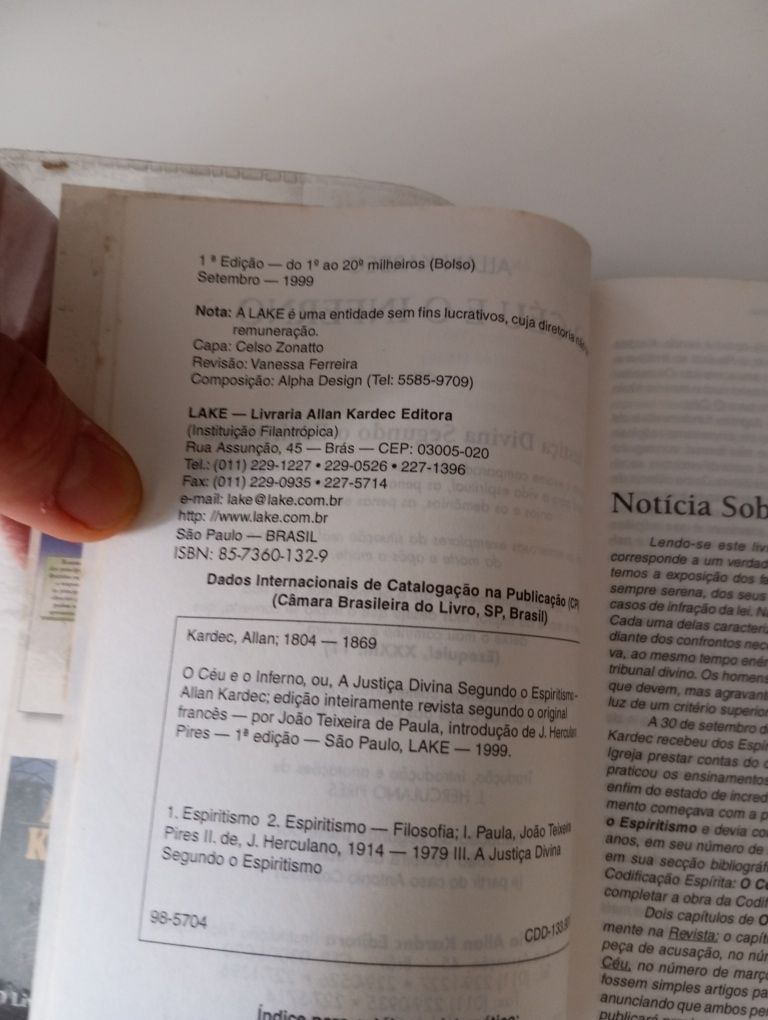 1ª Edição — do 1º ao 20º milheiros (Bolso)
Setembro — 1999
Nota: A LAKE é uma entidade sem fins lucrativos, cuja diretoria
remuneração.
Capa: Celso Zonatto
Revisão: Vanessa Ferreira
Composição: Alpha Design (Tel: 5585-9709)
LAKE — Livraria Allan Kardec Editora
(Instituição Filantrópica)
Rua Assunção, 45 — Brás — CEP: 03005-020
Tel.: (011) 229-1227 • 229-0526 • 227-1396
Fax: (011) 229-0935 • 227-5714
e-mail: lake@lake.com.br
http: //www.lake.com.br
São Paulo — BRASIL
ISBN: 85-7360-132-9
Dados Internacionais de Catalogação na Publicação
(Câmara Brasileira do Livro, SP, Brasil)
Kardec, Allan; 1804 — 1869
O Céu e o Inferno, ou, A Justiça Divina Segundo o Espiritismo-
Allan Kardec; edição inteiramente revista segundo o original
francês — por João Teixeira de Paula, introdução de J. Herculano
Pires — 1ª edição — São Paulo, LAKE — 1999.
1. Espiritismo 2. Espiritismo — Filosofia; I. Paula, João Teixeira
Pires II. de, J. Herculano, 1914 — 1979 III. A Justiça Divina
Segundo o Espiritismo
98-5704
CDD-133.
Notícia Sob
Lendo-se este liv
corresponde a um verdad
temos a exposição dos fa
sempre serena, dos seus
casos de infração da lei. N
Cada uma delas caracteriz
diante dos confrontos nec
va, ao mesmo tempo enér
tribunal divino. Os homens
que devem, mas agravant
luz de um critério superior
A 30 de setembro d
Kardec recebeu dos Espír
Igreja prestar contas do d
praticou os ensinamentos
enfim do estado de incred
mento começava com a p
o Espiritismo e devia co
anos, em seu número de
em sua secção bibliográfi
Codificação Espírita: O C
completar a obra da Codif
Dois capítulos de O
mente na Revista: o capít
peça de acusação, no nú
Céu, no número de março
fossem simples artigos pa
anunciando que ambos per